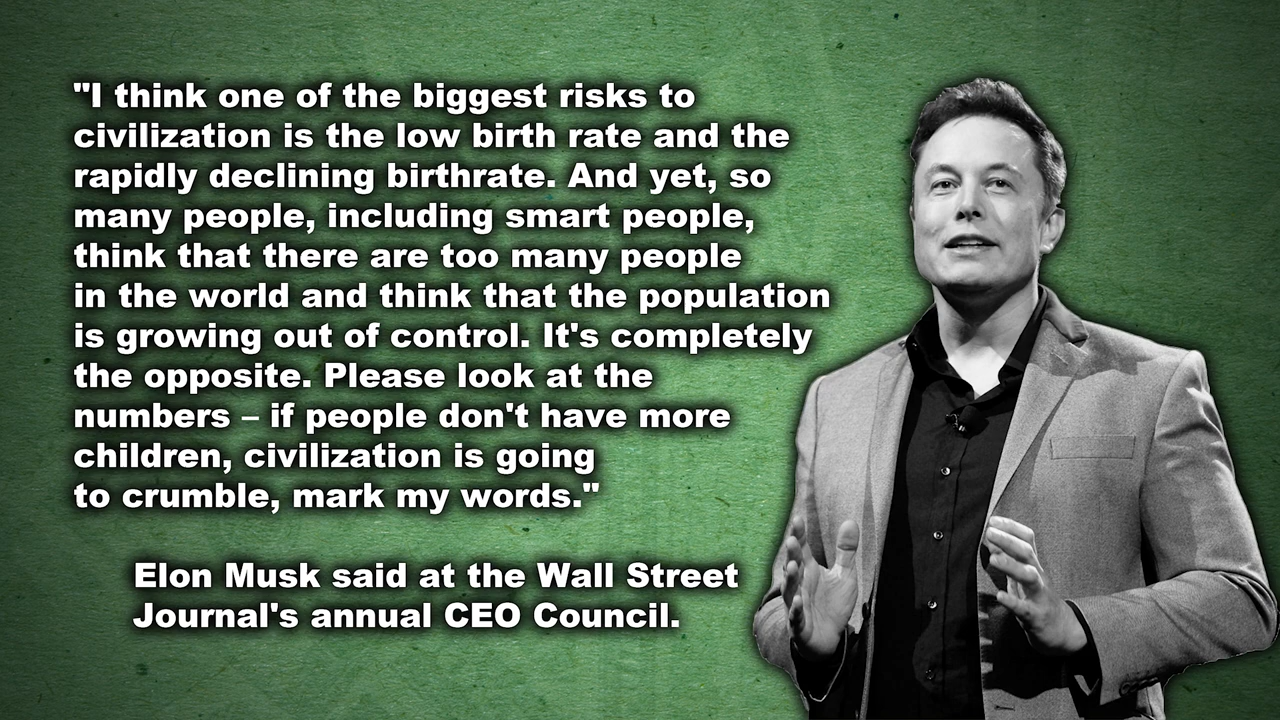 "I think one of the biggest risks to
civilization is the low birth rate and the
rapidly declining birthrate. And yet, so
many people, including smart people,
think that there are too many people
in the world and think that the population
is growing out of control. It's completely
the opposite. Please look at the
numbers – if people don't have more
children, civilization is going
to crumble, mark my words."
Elon Musk said at the Wall Street
Journal's annual CEO Council.